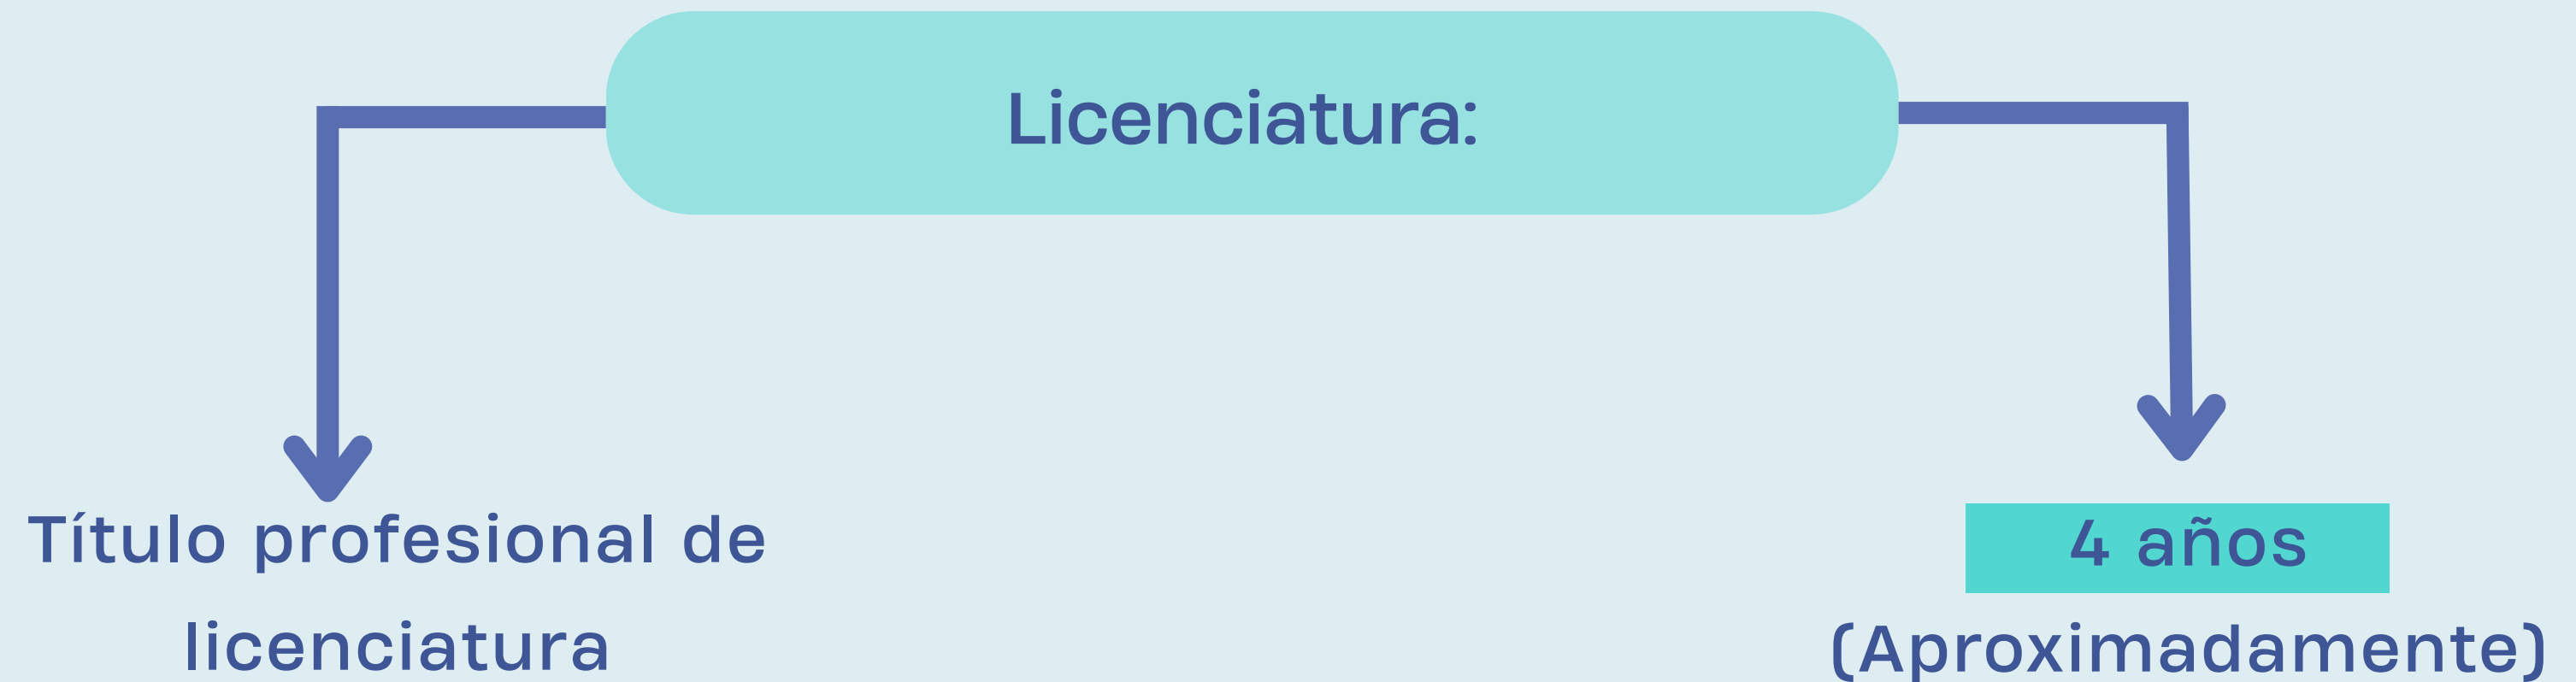 Licenciatura:
Título profesional de
licenciatura
4 años
(Aproximadamente)